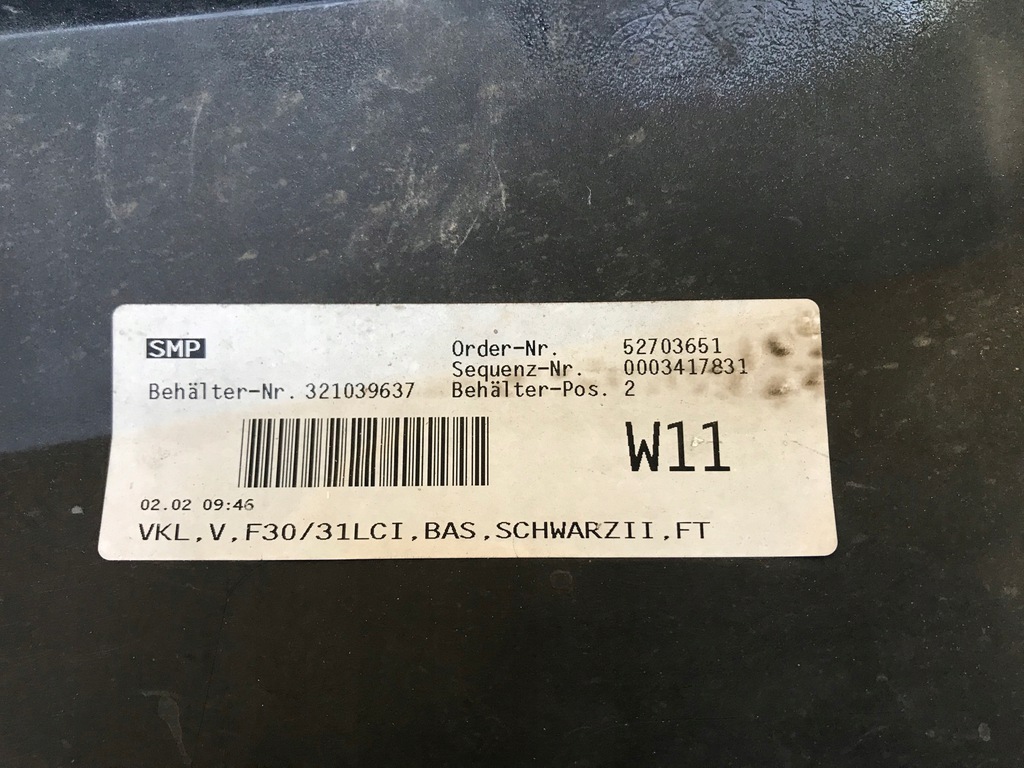 SMP
Order-Nr. 52703651
Sequenz-Nr. 0003417831
Behälter-Nr. 321039637 Behälter-Pos. 2
W11
02.02 09:46
VKL,V,F30/31LCI,BAS,SCHWARZII,FT